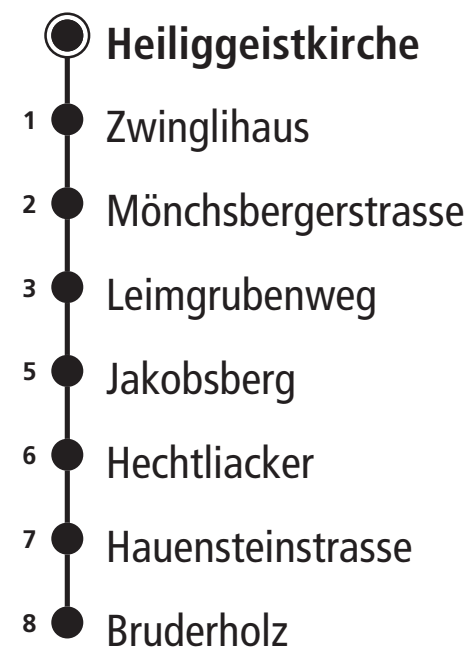 Heiliggeistkirche
1 Zwinglihaus
2 Mönchsbergerstrasse
3 Leimgrubenweg
5 Jakobsberg
6 Hechtliacker
7 Hauensteinstrasse
8 Bruderholz